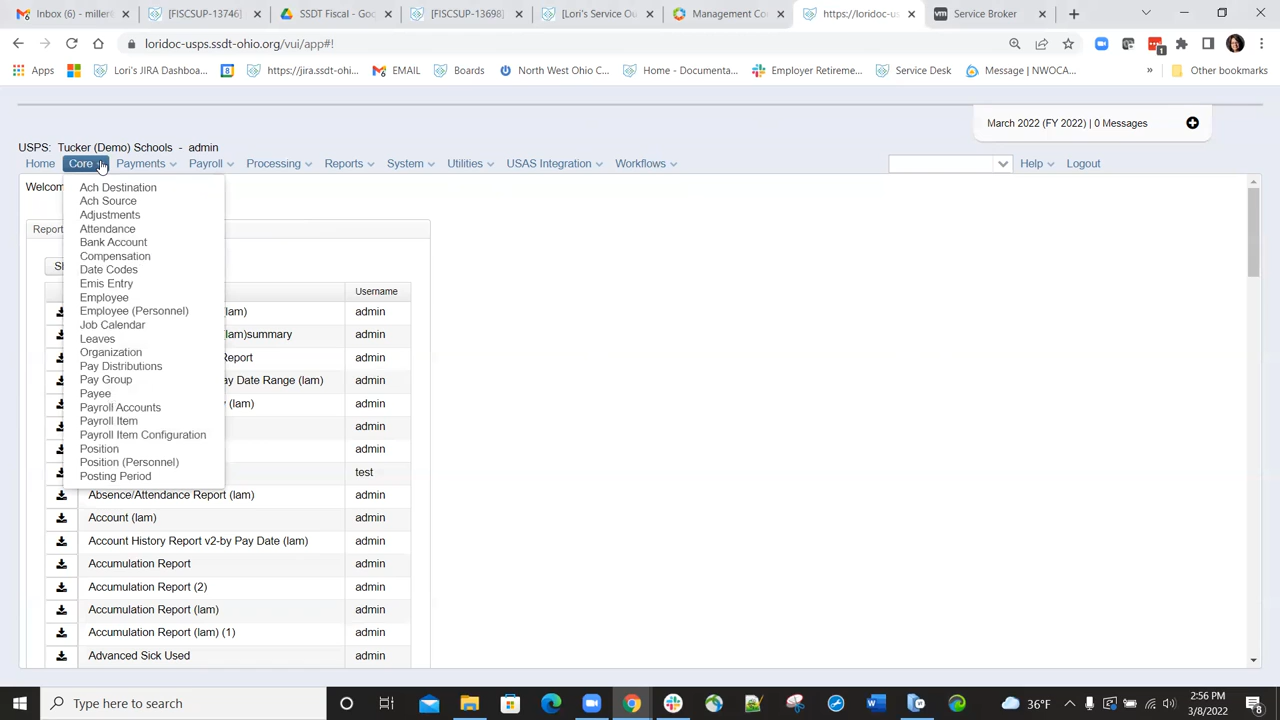 Inbox (6) - miller
[FISCSUP-13746]
SSDT Fiscal - Goo
[FISCSUP-13698]
[Lori's Service Ou
Management Co
https://loridoc-us
Service Broker
loridoc-usps.ssdt-ohio.org/vui/app#!
Apps
Lori's JIRA Dashboa...
https://jira.ssdt-ohi...
EMAIL
Boards
North West Ohio C...
Home - Documenta...
Employer Retireme...
Service Desk
Message | NWOCA...
»
Other bookmarks
March 2022 (FY 2022) | 0 Messages
USPS: Tucker (Demo) Schools - admin
Home
Core
Payments
Payroll
Processing
Reports
System
Utilities
USAS Integration
Workflows
Help
Logout
Welcom
Ach Destination
Ach Source
Adjustments
Attendance
Bank Account
Compensation
Date Codes
Emis Entry
Employee
Employee (Personnel)
Job Calendar
Leaves
Organization
Pay Distributions
Pay Group
Payee
Payroll Accounts
Payroll Item
Payroll Item Configuration
Position
Position (Personnel)
Posting Period
Report
Sh
Username
(lam) admin
(lam)summary admin
Report admin
ay Date Range (lam) admin
y (lam) admin
admin
admin
test
Absence/Attendance Report (lam) admin
Account (lam) admin
Account History Report v2-by Pay Date (lam) admin
Accumulation Report admin
Accumulation Report (2) admin
Accumulation Report (lam) admin
Accumulation Report (lam) (1) admin
Advanced Sick Used admin
Type here to search
36°F
2:56 PM
3/8/2022
8